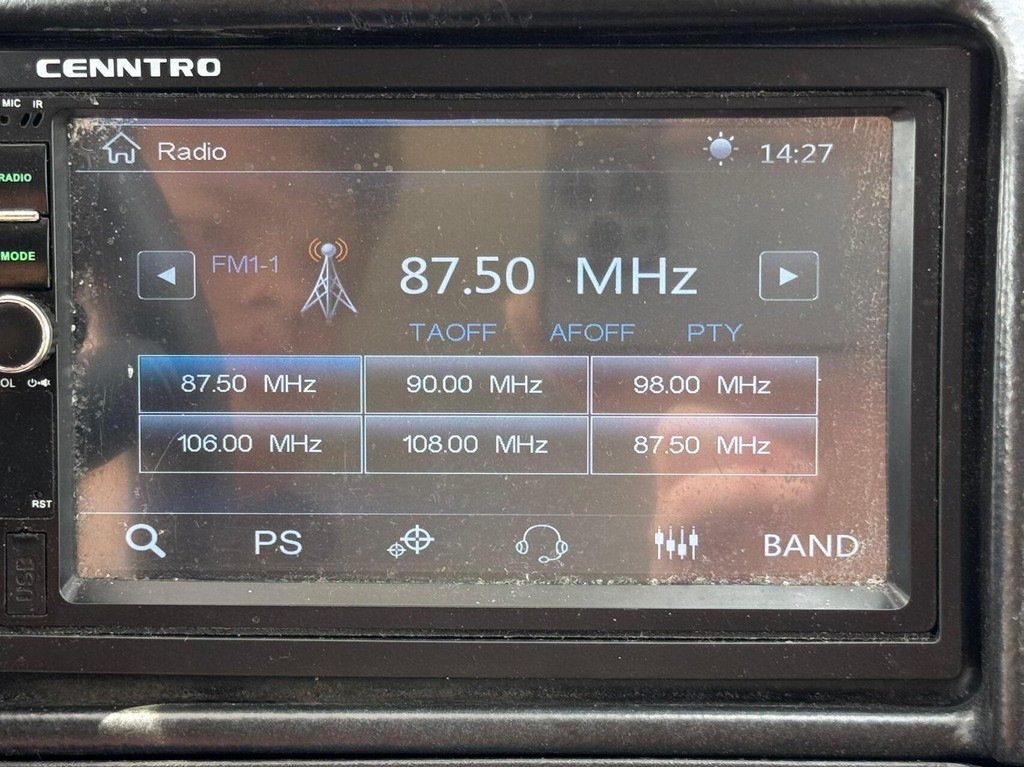 CENNTRO
MIC IR
Radio 14:27
RADIO
MODE
FM1-1 87.50 MHz
TAOFF AFOFF PTY
87.50 MHz 90.00 MHz 98.00 MHz
OL
106.00 MHz 108.00 MHz 87.50 MHz
RST
PS BAND
USB